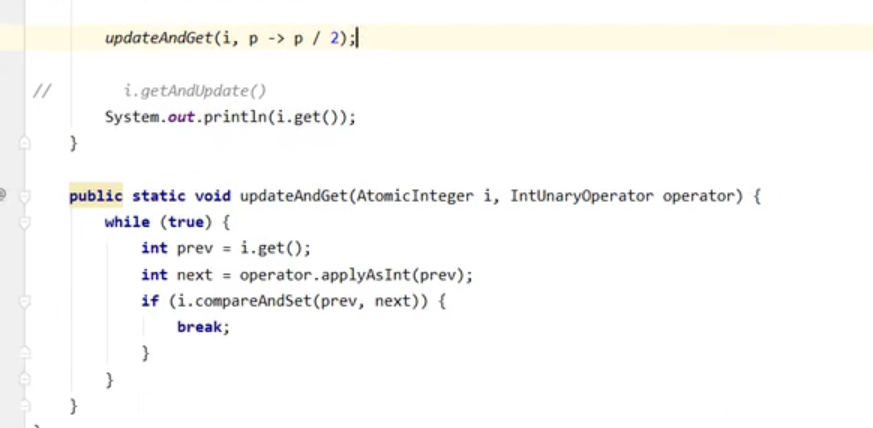 updateAndGet(i, p -> p / 2);
// i.getAndUpdate()
System.out.println(i.get());
}
public static void updateAndGet(AtomicInteger i, IntUnaryOperator operator) {
while (true) {
int prev = i.get();
int next = operator.applyAsInt(prev);
if (i.compareAndSet(prev, next)) {
break;
}
}
}